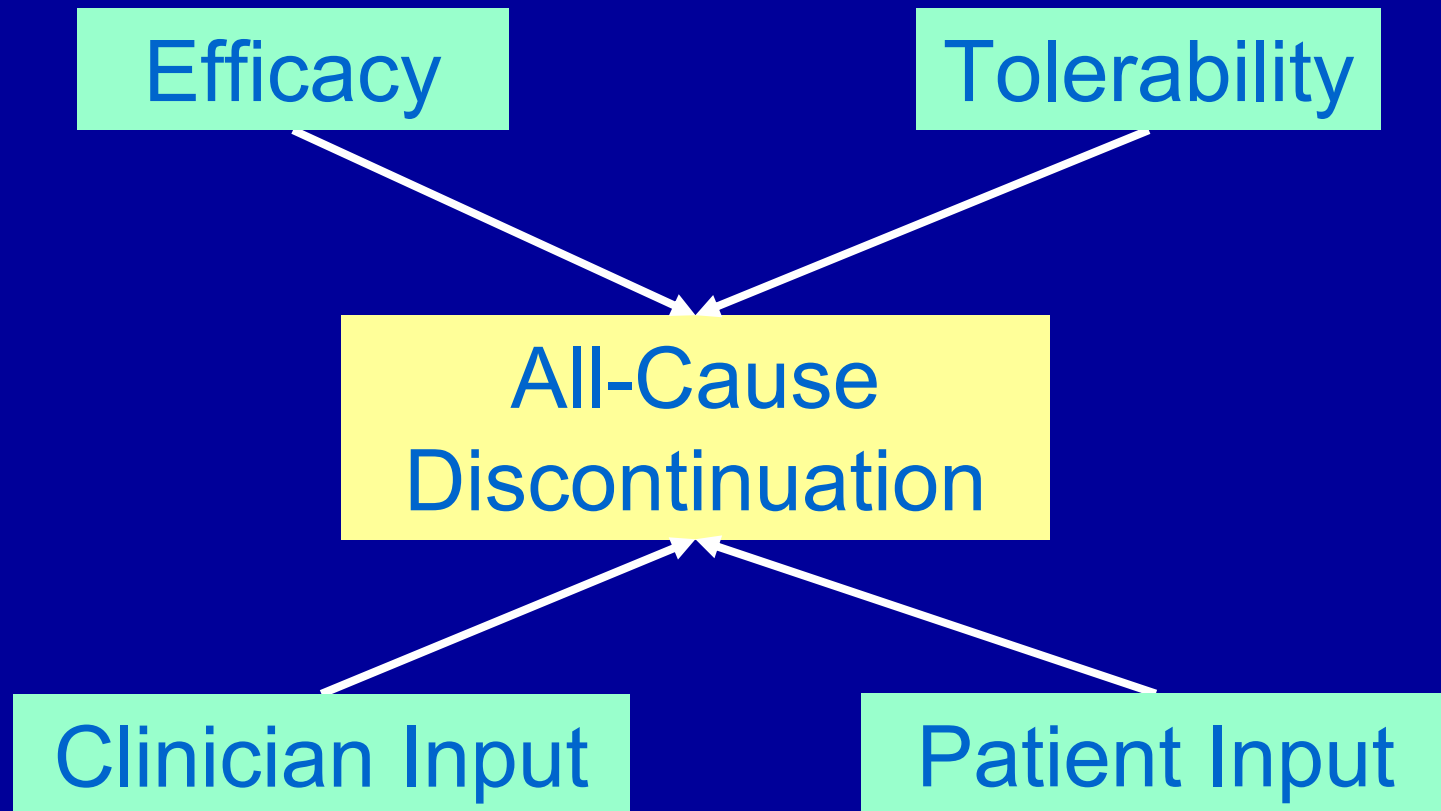 Efficacy
Tolerability
All-Cause
Discontinuation
Clinician Input
Patient Input